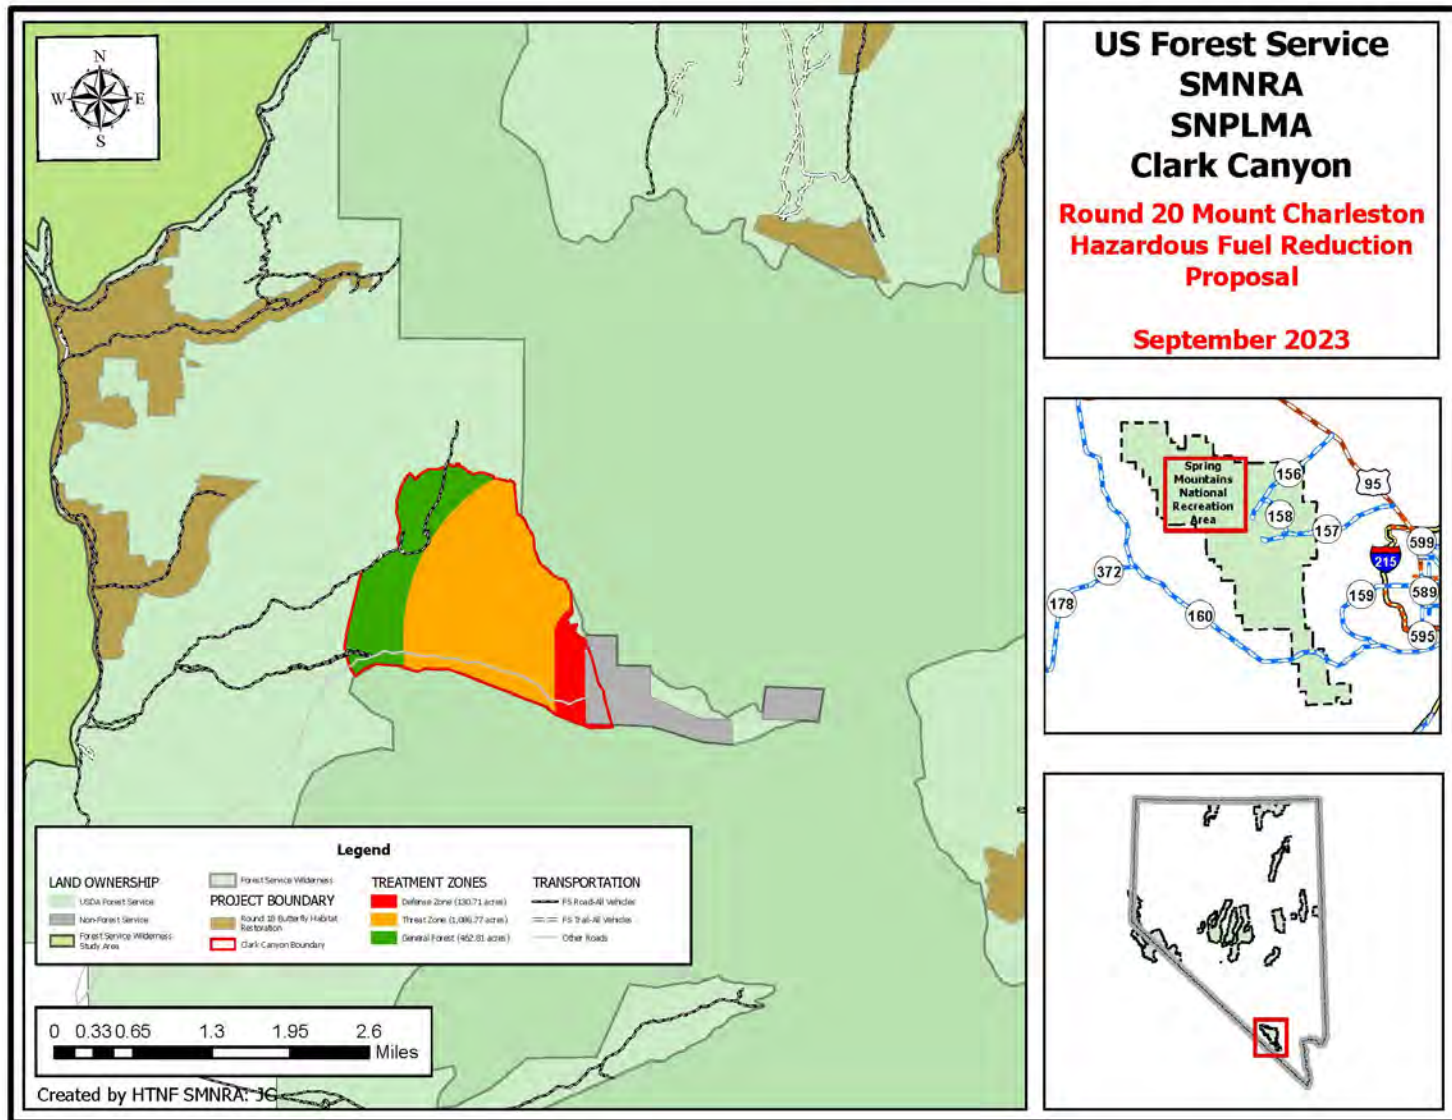 N
W
E
S
US Forest Service
SMNRA
SNPLMA
Clark Canyon
Round 20 Mount Charleston
Hazardous Fuel Reduction
Proposal
September 2023
Spring
Mountains
National
Recreation
Area
156
95
158
157
599
215
372
159
589
178
160
595
Legend
LAND OWNERSHIP
USDA Forest Service
Non-Forest Service
Forest Service Wilderness
Study Area
Forest Service Wilderness
PROJECT BOUNDARY
Round 18 Butterfly Habitat
Restoration
Clark Canyon Boundary
TREATMENT ZONES
Defense Zone (130.71 acres)
Threat Zone (1,086.77 acres)
General Forest (462.81 acres)
TRANSPORTATION
FS Road-All Vehicles
FS Trail-All Vehicles
Other Roads
0 0.33 0.65 1.3 1.95 2.6
Miles
Created by HTNF SMNRA: JG